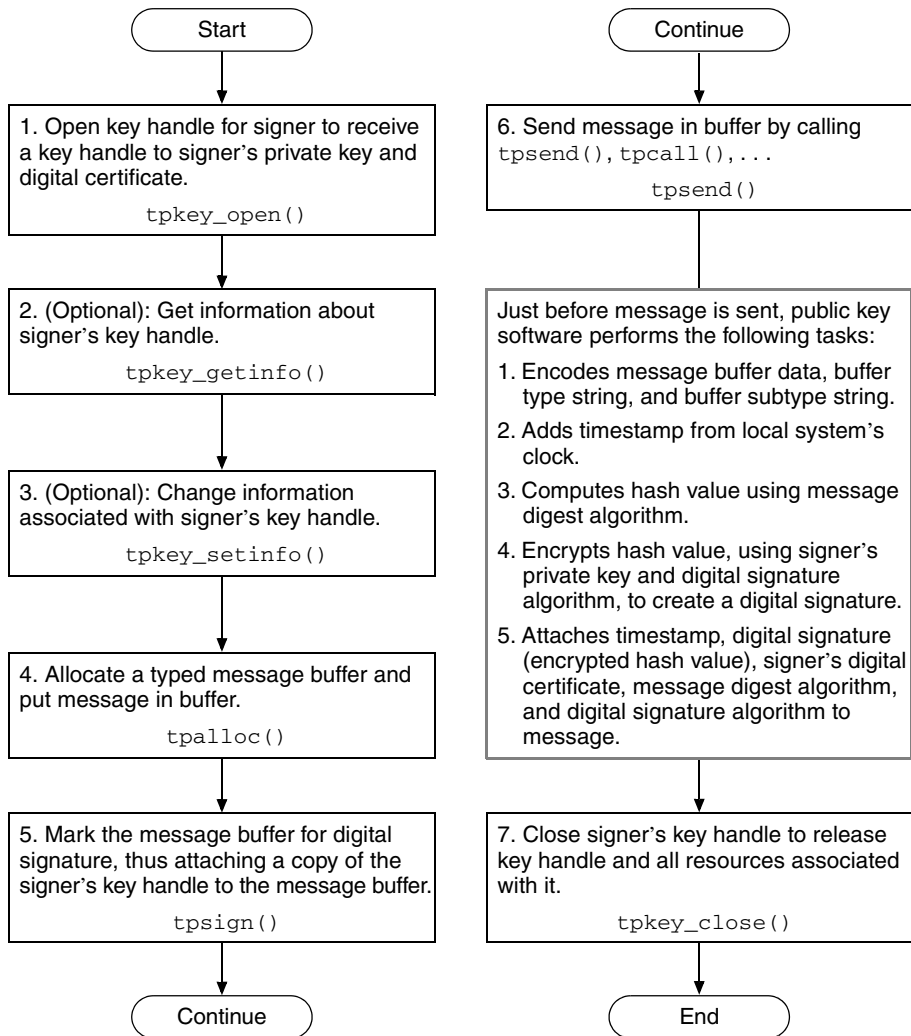 Start
1. Open key handle for signer to receive
a key handle to signer's private key and
digital certificate.
tpkey_open()
2. (Optional): Get information about
signer's key handle.
tpkey_getinfo()
3. (Optional): Change information
associated with signer's key handle.
tpkey_setinfo()
4. Allocate a typed message buffer and
put message in buffer.
tpalloc()
5. Mark the message buffer for digital
signature, thus attaching a copy of the
signer's key handle to the message buffer.
tpsign()
Continue
Continue
6. Send message in buffer by calling
tpsend(), tpcall(),...
tpsend()
Just before message is sent, public key
software performs the following tasks:
1. Encodes message buffer data, buffer
type string, and buffer subtype string.
2. Adds timestamp from local system's
clock.
3. Computes hash value using message
digest algorithm.
4. Encrypts hash value, using signer's
private key and digital signature
algorithm, to create a digital signature.
5. Attaches timestamp, digital signature
(encrypted hash value), signer's digital
certificate, message digest algorithm,
and digital signature algorithm to
message.
7. Close signer's key handle to release
key handle and all resources associated
with it.
tpkey_close()
End